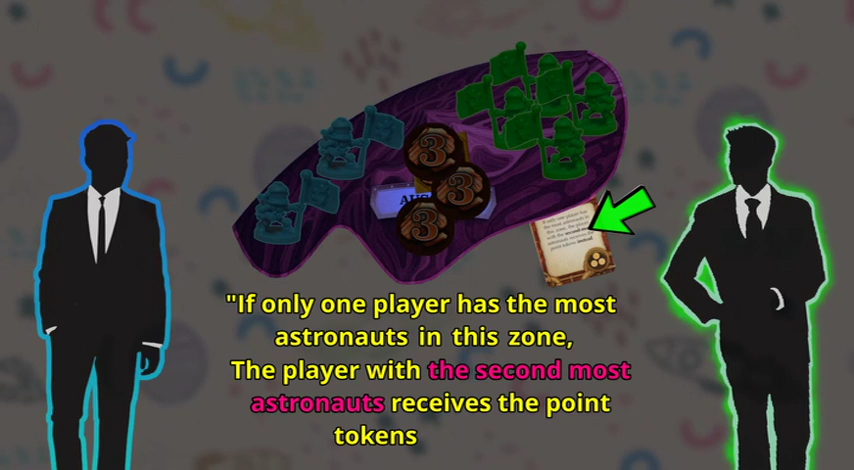 3
3
AU
3
"If only one player has the most
astronauts in this zone,
The player with the second most
astronauts receives the point
tokens